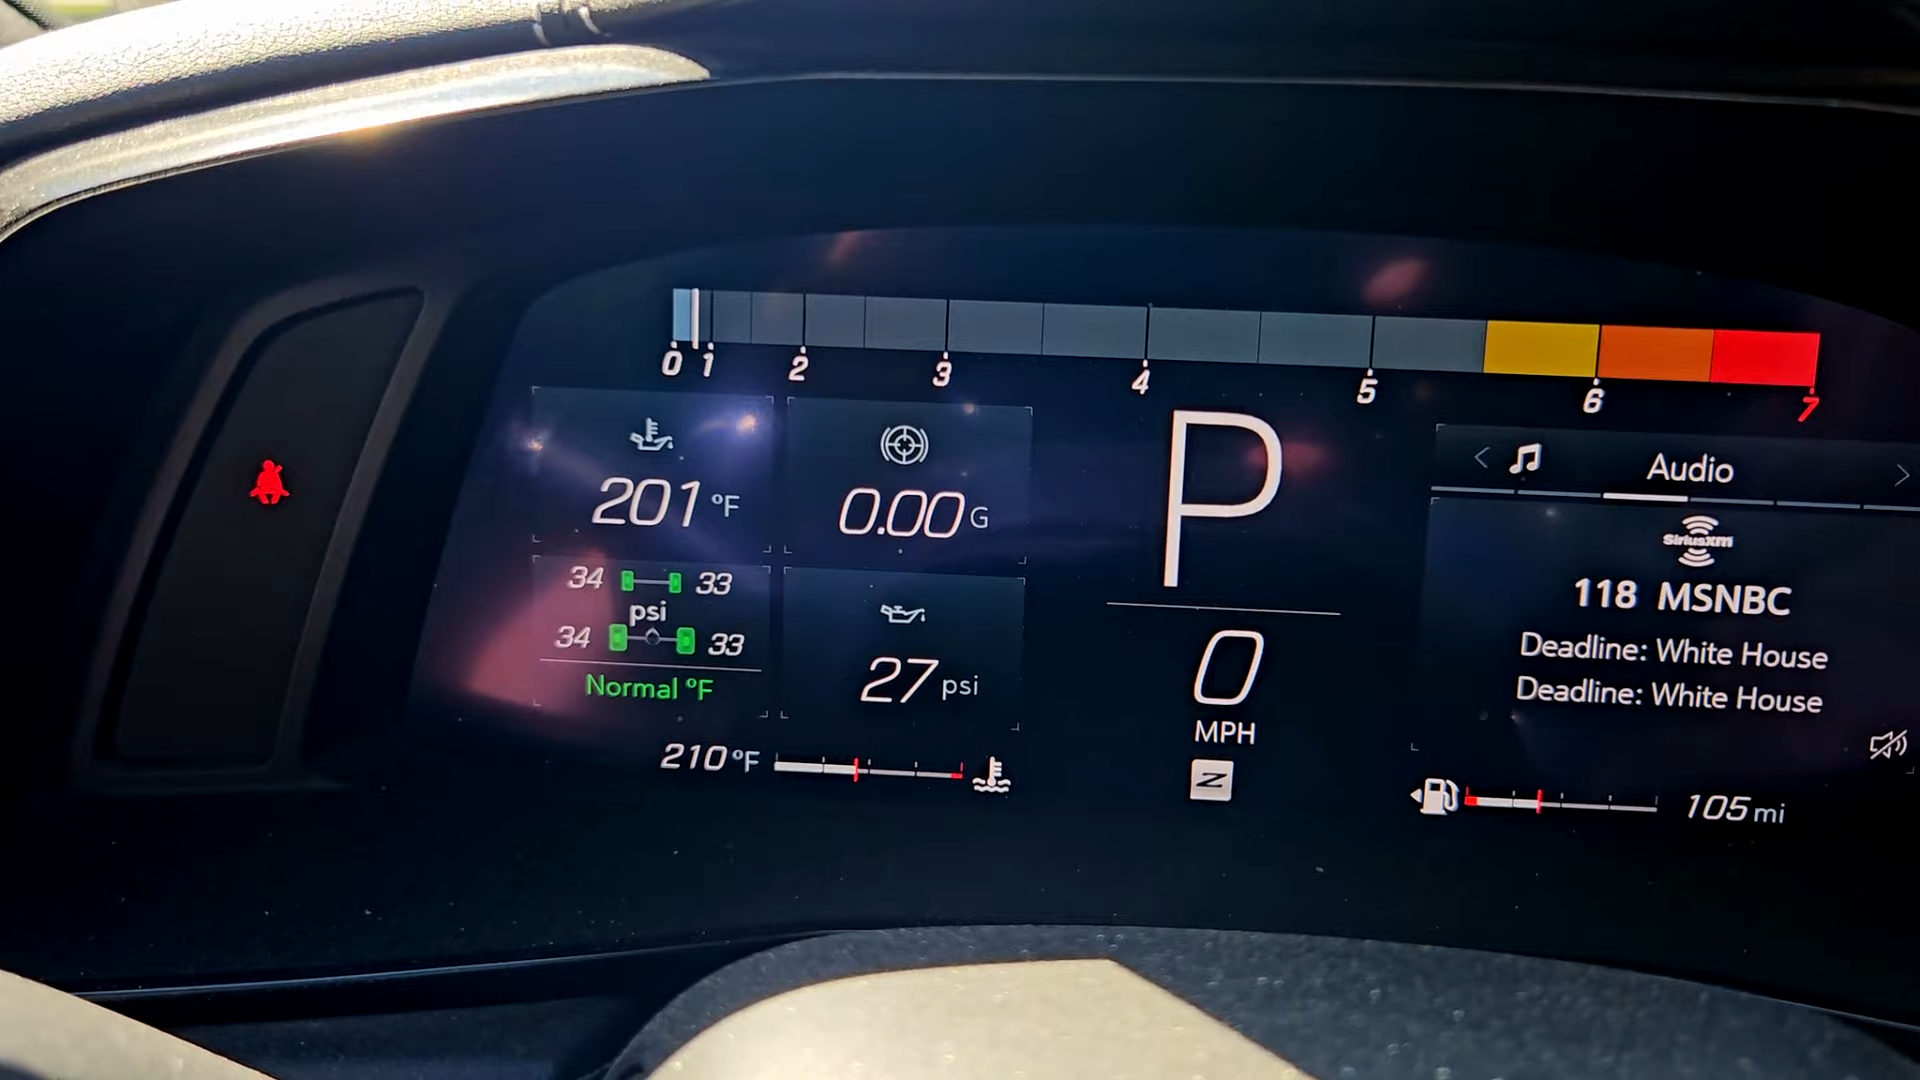 0 1 2 3 4 5 6 7
201 °F
0.00 G
34 33
psi
34 33
Normal °F
27 psi
210 °F
P
0
MPH
Z
Audio
SiriusXM
118 MSNBC
Deadline: White House
Deadline: White House
105 mi